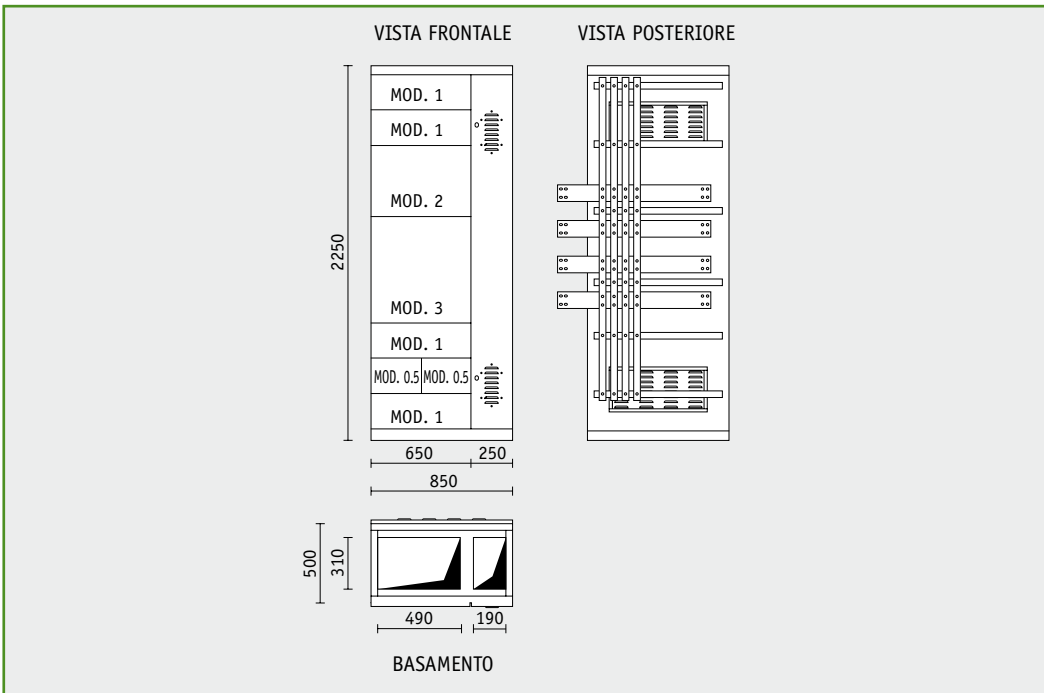 VISTA FRONTALE
VISTA POSTERIORE
MOD. 1
MOD. 1
MOD. 2
MOD. 3
MOD. 1
MOD. 0.5 MOD. 0.5
MOD. 1
2250
650 250
850
500
310
490 190
BASAMENTO